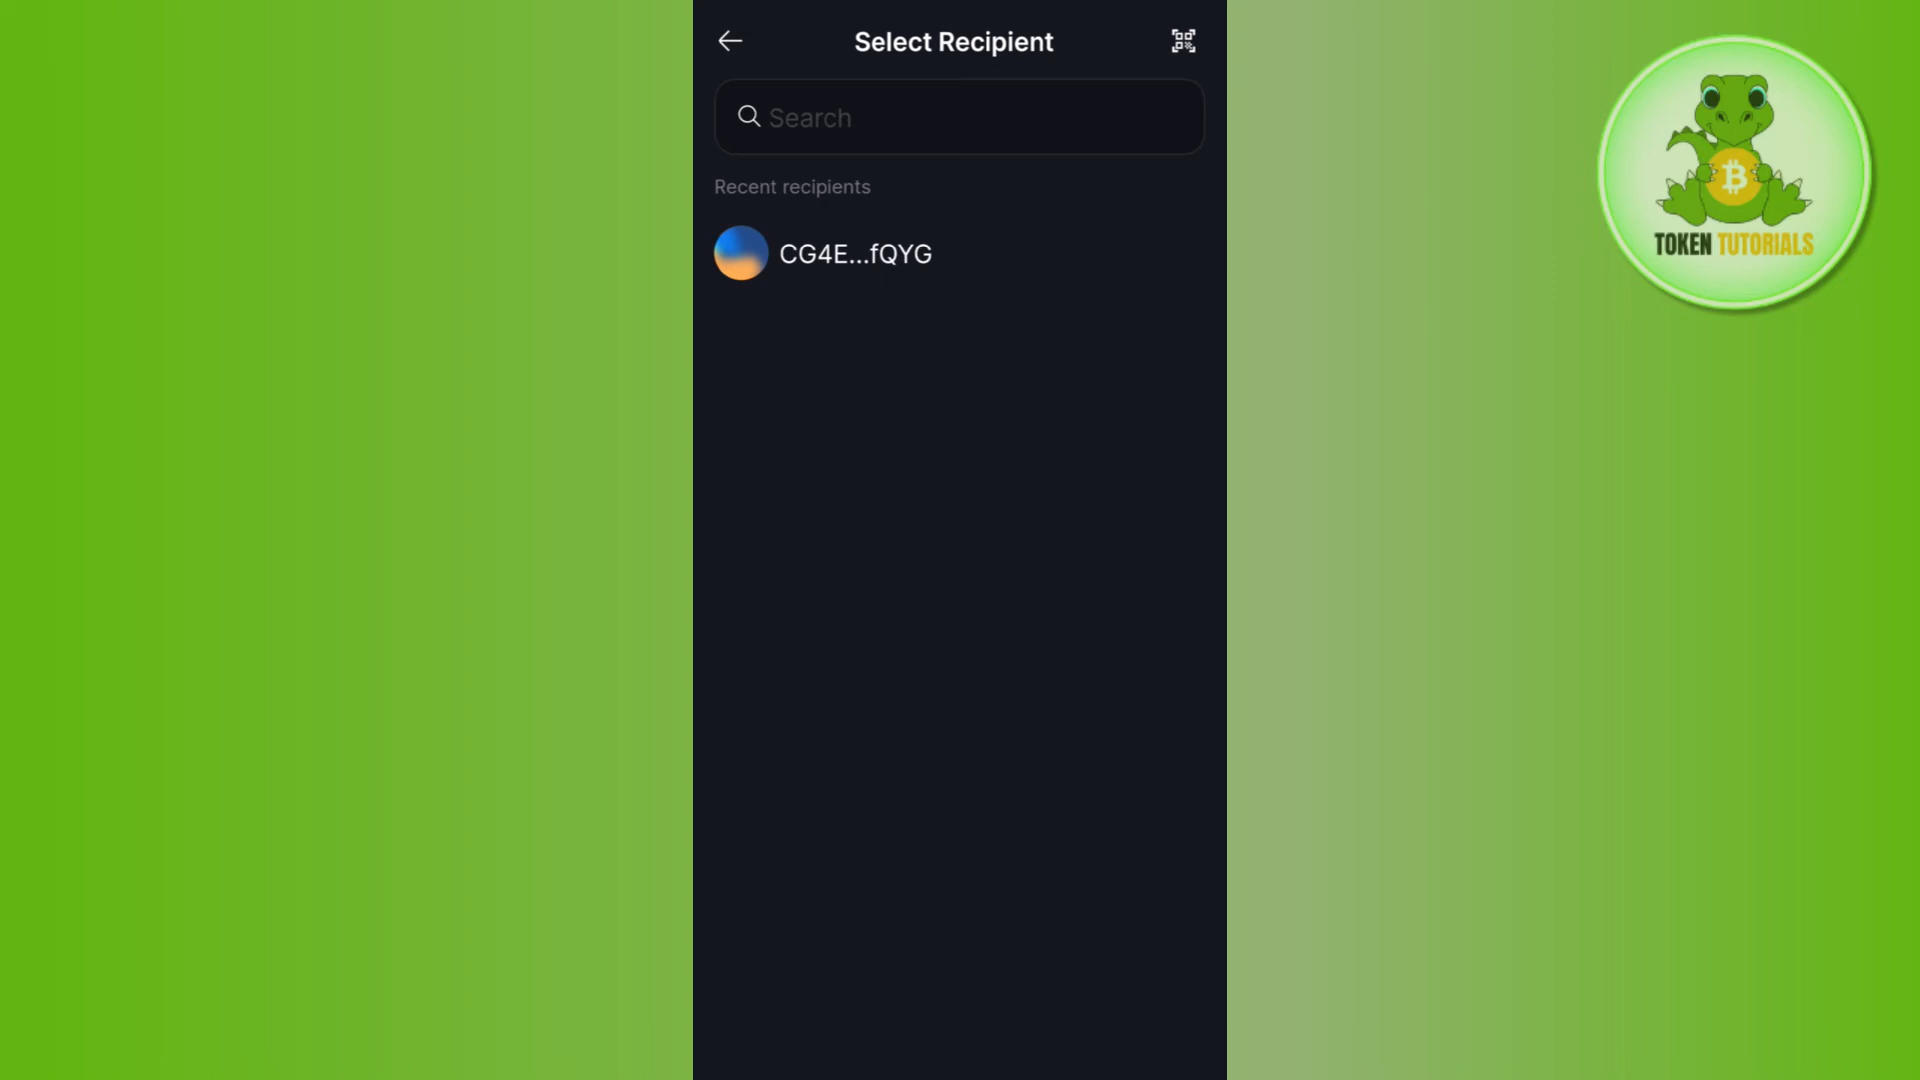 Select Recipient
Search
Recent recipients
CG4E...fQYG
TOKEN TUTORIALS